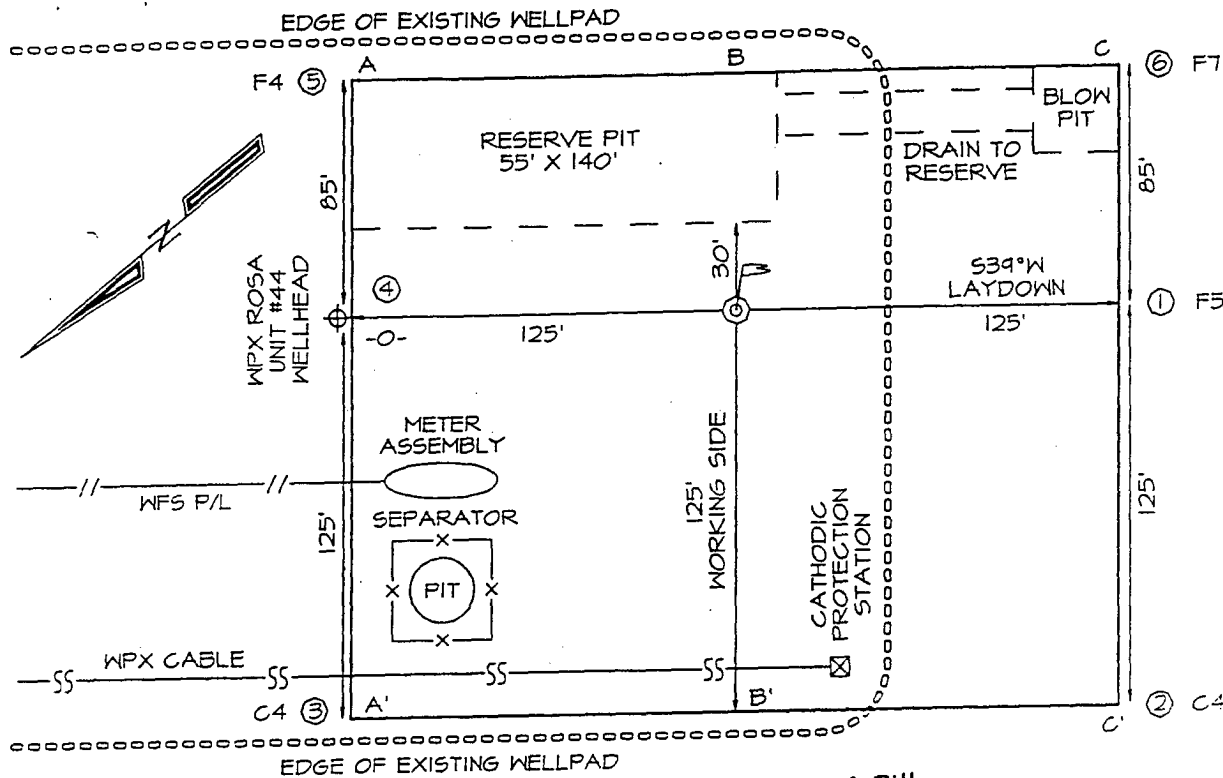 EDGE OF EXISTING WELLPAD
A
B
C
F4 ⑤
⑥ F7
RESERVE PIT
55' X 140'
BLOW
PIT
DRAIN TO
RESERVE
85'
85'
N
WPX ROSA
UNIT #44
WELLHEAD
④
-0-
30'
125'
S39°W
LAYDOWN
125'
① F5
METER
ASSEMBLY
WFS P/L
SEPARATOR
PIT
125'
125'
WORKING SIDE
CATHODIC
PROTECTION
STATION
125'
WPX CABLE
C4 ③
A'
B'
C'
② C4
EDGE OF EXISTING WELLPAD